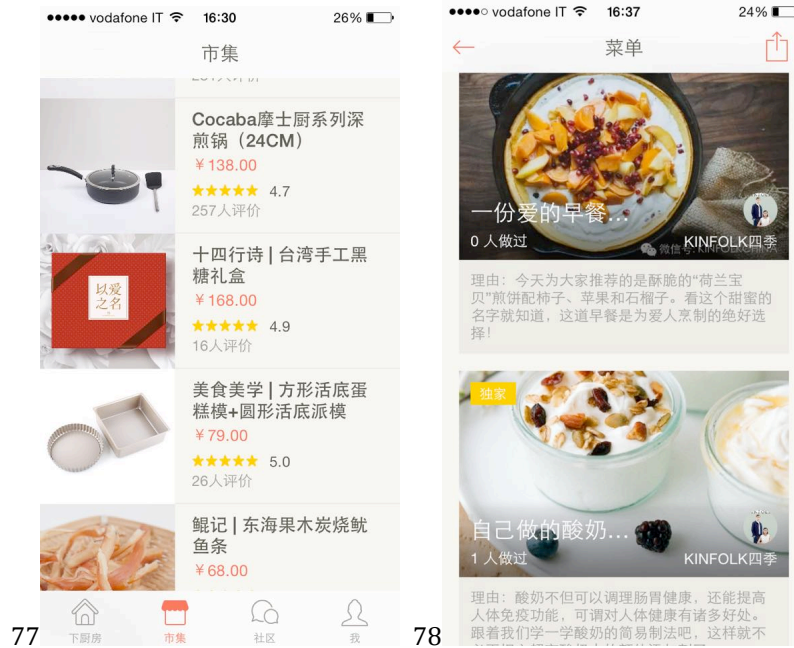 vodafone IT 16:30 26%
市集
Cocaba摩士厨系列深
煎锅（24CM）
￥138.00
4.7
257人评价
十四行诗 | 台湾手工黑
糖礼盒
以爱
之名
￥168.00
4.9
16人评价
美食美学 | 方形活底蛋
糕模+圆形活底派模
￥79.00
5.0
26人评价
鲲记 | 东海果木炭烧鱿
鱼条
￥68.00
下厨房 市集 社区 我
77
vodafone IT 16:37 24%
菜单
一份爱的早餐...
0 人做过
KINFOLK四季
微信号: KINFOLKCHINA
理由：今天为大家推荐的是酥脆的“荷兰宝
贝”煎饼配柿子、苹果和石榴子。看这个甜蜜的
名字就知道，这道早餐是为爱人烹制的绝好选
择！
独家
自己做的酸奶...
1 人做过
KINFOLK四季
理由：酸奶不但可以调理肠胃健康，还能提高
人体免疫功能，可谓对人体健康有诸多好处。
跟着我们学一学酸奶的简易制法吧，这样就不
78